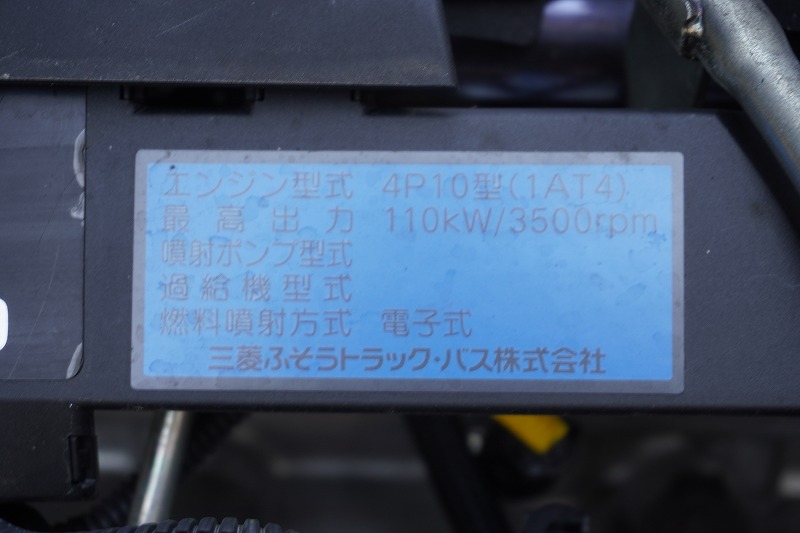 エンジン型式 4P10型(1AT4)
最高出力 110kW/3500rpm
噴射ポンプ型式
過給機型式
燃料噴射方式 電子式
三菱ふそうトラック・バス株式会社